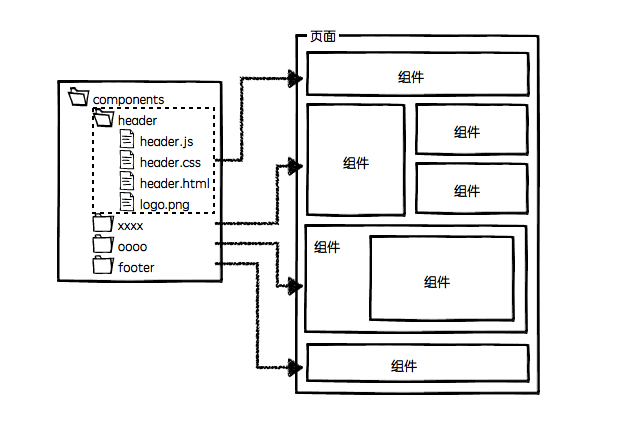 components
header
header.js
header.css
header.html
logo.png
xxxx
oooo
footer
页面
组件
组件
组件
组件
组件
组件
组件